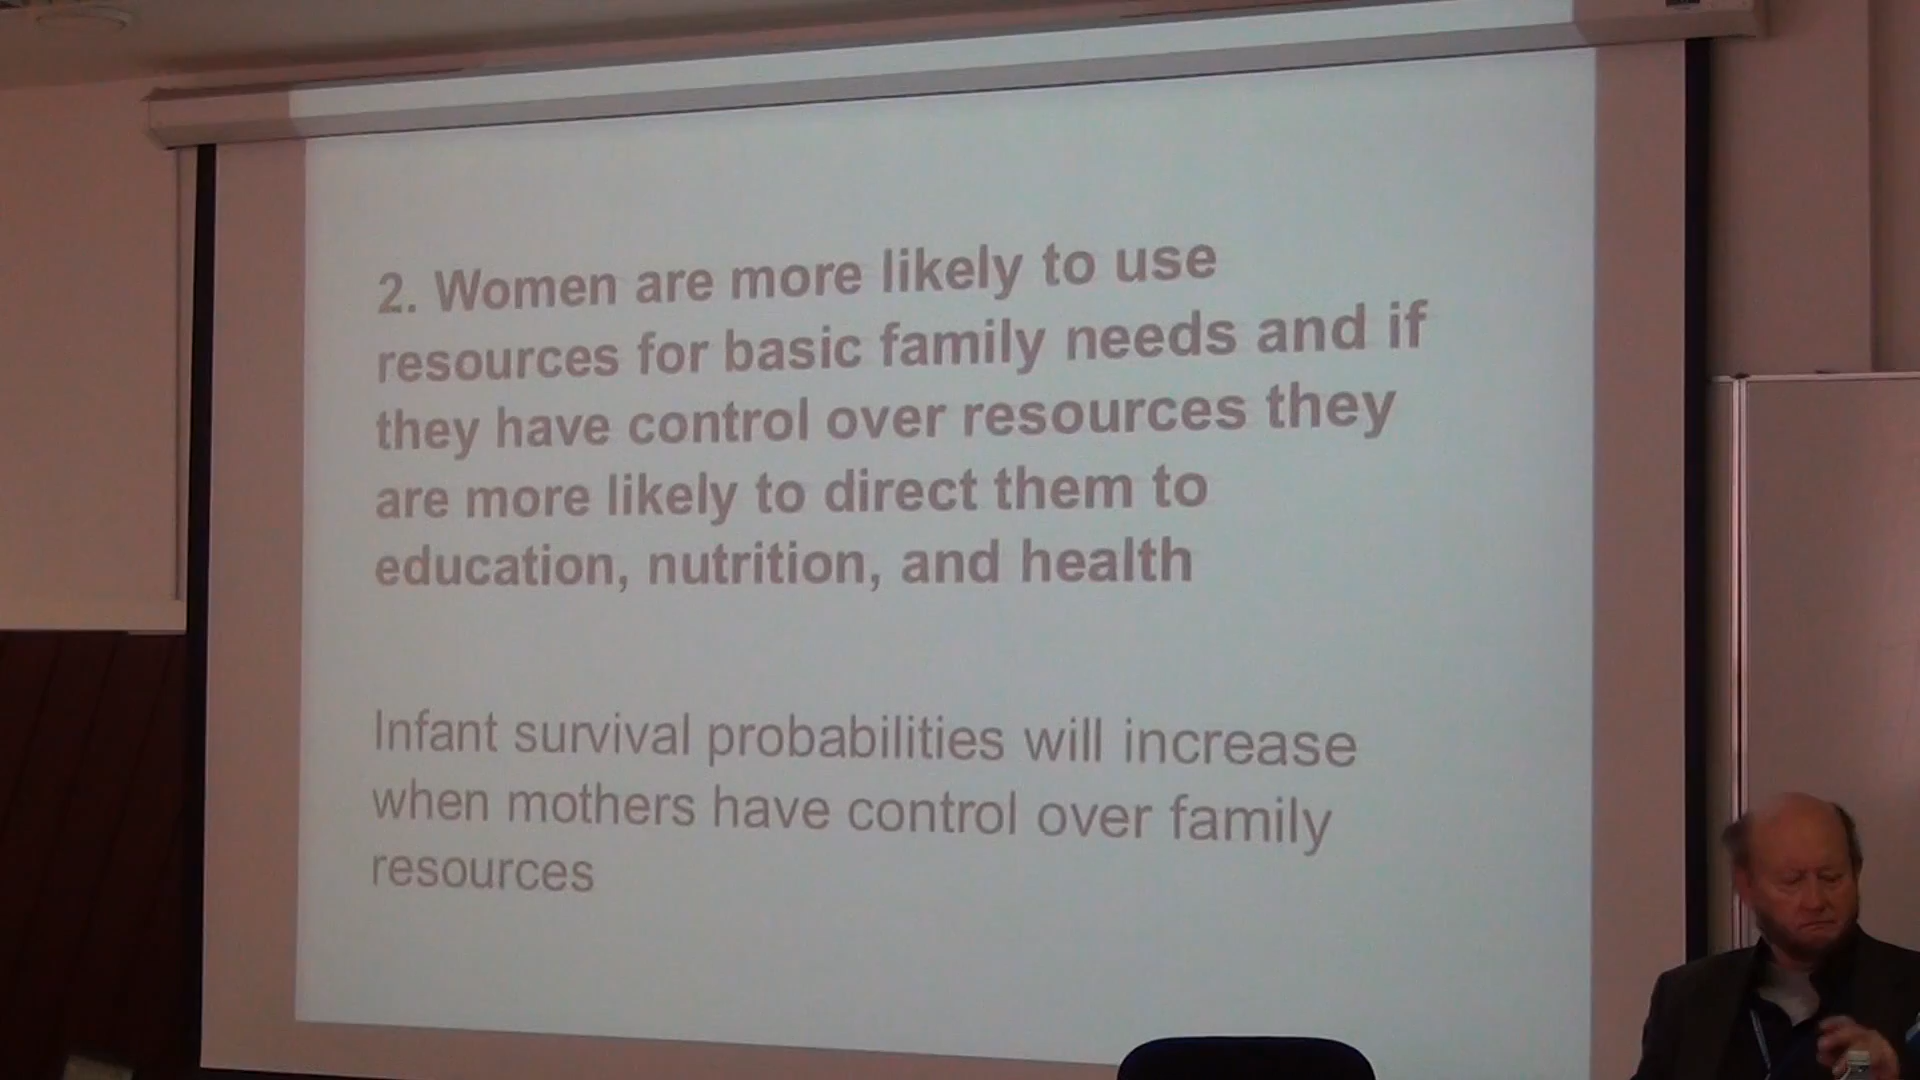 2. Women are more likely to use
resources for basic family needs and if
they have control over resources they
are more likely to direct them to
education, nutrition, and health
Infant survival probabilities will increase
when mothers have control over family
resources